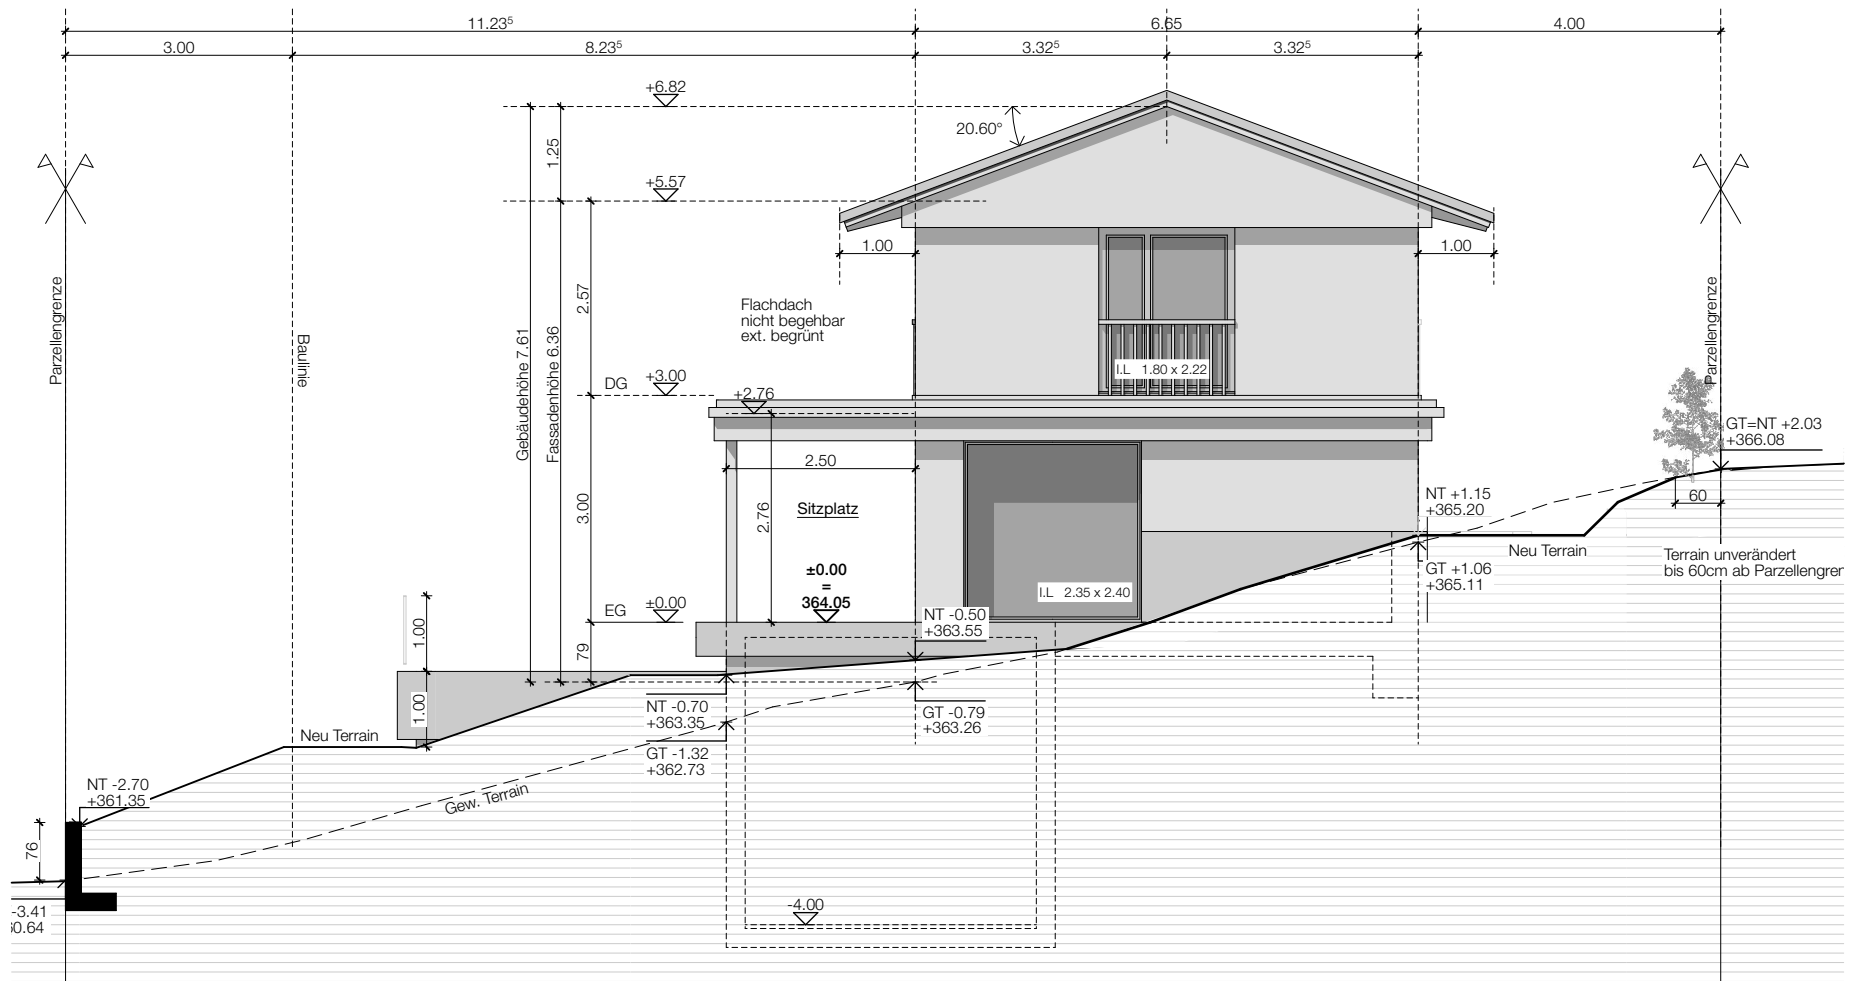 11.23⁵
6.65
4.00
3.00
8.23⁵
3.32⁵
3.32⁵
+6.82
20.60°
1.25
+5.57
1.00
1.00
Parzellengrenze
Baulinie
Gebäudehöhe 7.61
Fassadenhöhe 6.36
2.57
Flachdach
nicht begehbar
ext. begrünt
Parzellengrenze
I.L 1.80 x 2.22
DG
+3.00
+2.76
GT=NT +2.03
+366.08
2.50
3.00
2.76
Sitzplatz
60
NT +1.15
+365.20
Neu Terrain
Terrain unverändert
bis 60cm ab Parzellengren
GT +1.06
+365.11
±0.00
=
364.05
I.L 2.35 x 2.40
EG
±0.00
NT -0.50
+363.55
1.00
79
1.00
NT -0.70
+363.35
GT -0.79
+363.26
Neu Terrain
GT -1.32
+362.73
NT -2.70
+361.35
Gew. Terrain
76
-4.00
-3.41
60.64